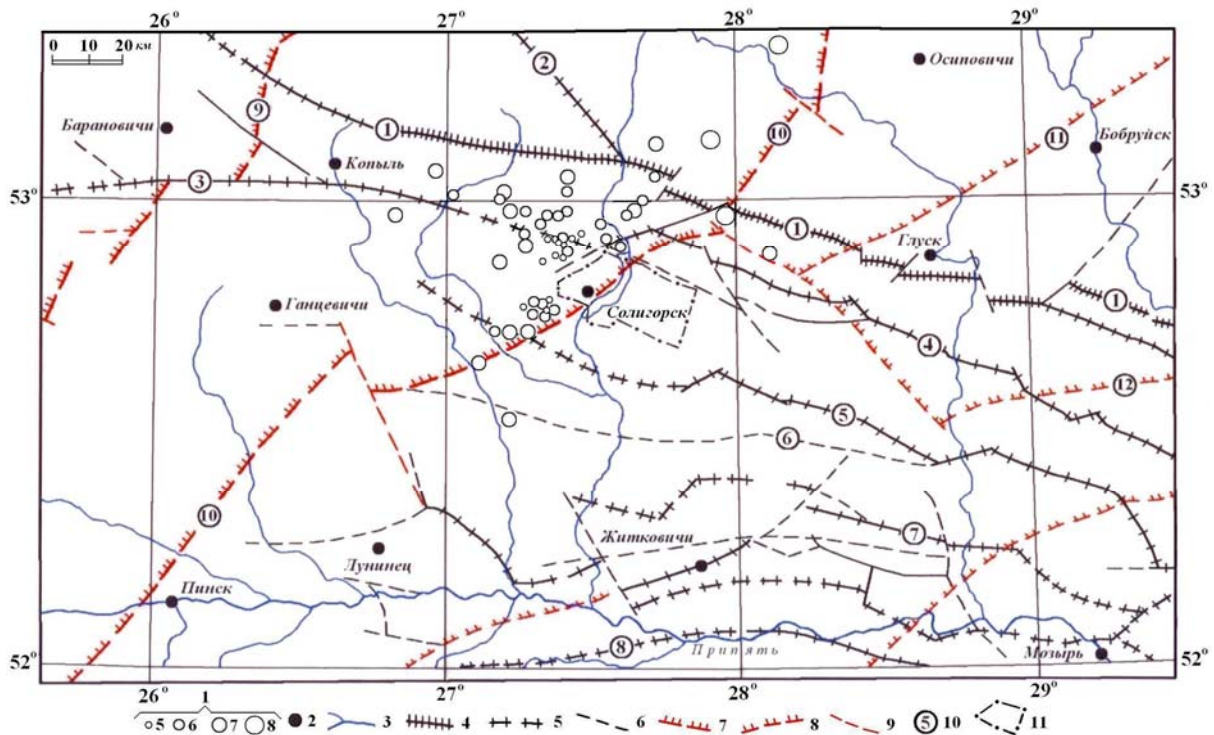 26° 27° 28° 29°
0 10 20 км
2
Осиповичи
9
10
11
Барановичи
1
Бобруйск
Копыль
3
53° 53°
1
Глуск
Ганцевичи
Солигорск
1
4
12
5
6
10
7
Житковичи
Лунинец
Пинск
8
Припять
Мозырь
52° 52°
26° 27° 28° 29°
1
5 6 7 8 2 3 4 5 6 7 8 9 5 10 11